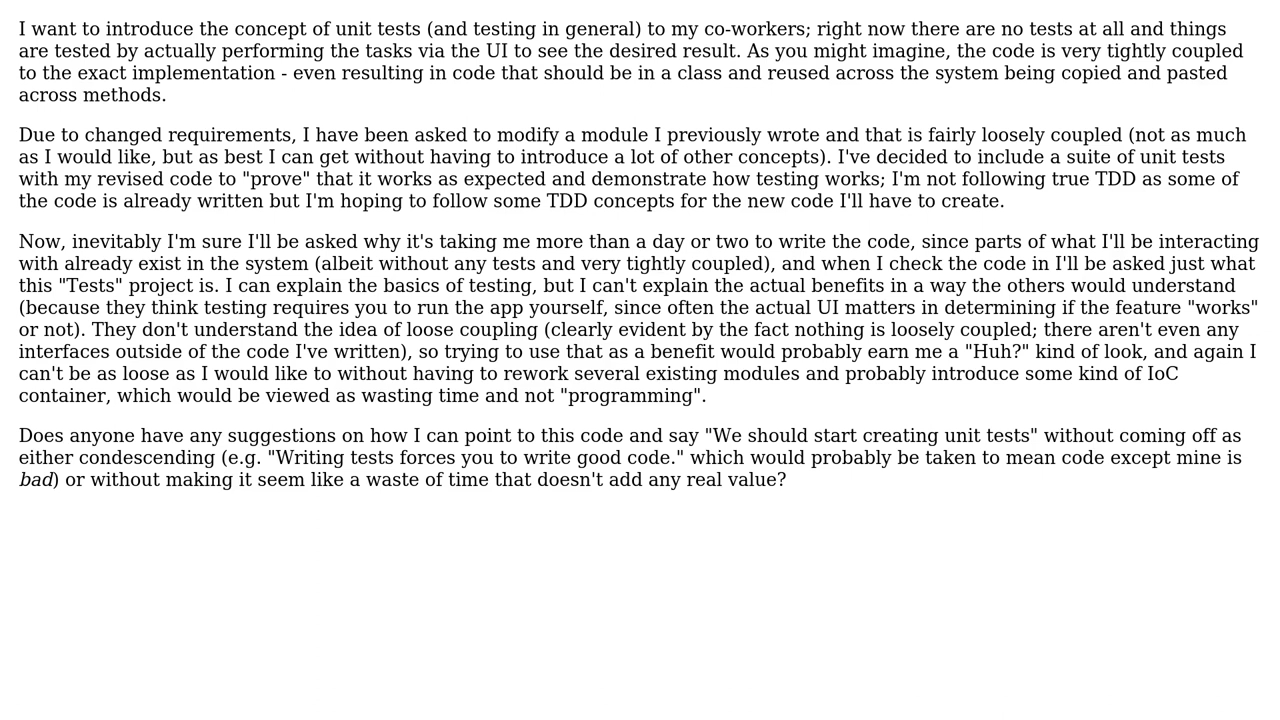 I want to introduce the concept of unit tests (and testing in general) to my co-workers; right now there are no tests at all and things
are tested by actually performing the tasks via the UI to see the desired result. As you might imagine, the code is very tightly coupled
to the exact implementation - even resulting in code that should be in a class and reused across the system being copied and pasted
across methods.
Due to changed requirements, I have been asked to modify a module I previously wrote and that is fairly loosely coupled (not as much
as I would like, but as best I can get without having to introduce a lot of other concepts). I've decided to include a suite of unit tests
with my revised code to "prove" that it works as expected and demonstrate how testing works; I'm not following true TDD as some of
the code is already written but I'm hoping to follow some TDD concepts for the new code I'll have to create.
Now, inevitably I'm sure I'll be asked why it's taking me more than a day or two to write the code, since parts of what I'll be interacting
with already exist in the system (albeit without any tests and very tightly coupled), and when I check the code in I'll be asked just what
this "Tests" project is. I can explain the basics of testing, but I can't explain the actual benefits in a way the others would understand
(because they think testing requires you to run the app yourself, since often the actual UI matters in determining if the feature "works"
or not). They don't understand the idea of loose coupling (clearly evident by the fact nothing is loosely coupled; there aren't even any
interfaces outside of the code I've written), so trying to use that as a benefit would probably earn me a "Huh?" kind of look, and again I
can't be as loose as I would like to without having to rework several existing modules and probably introduce some kind of IoC
container, which would be viewed as wasting time and not "programming".
Does anyone have any suggestions on how I can point to this code and say "We should start creating unit tests" without coming off as
either condescending (e.g. "Writing tests forces you to write good code." which would probably be taken to mean code except mine is
bad) or without making it seem like a waste of time that doesn't add any real value?